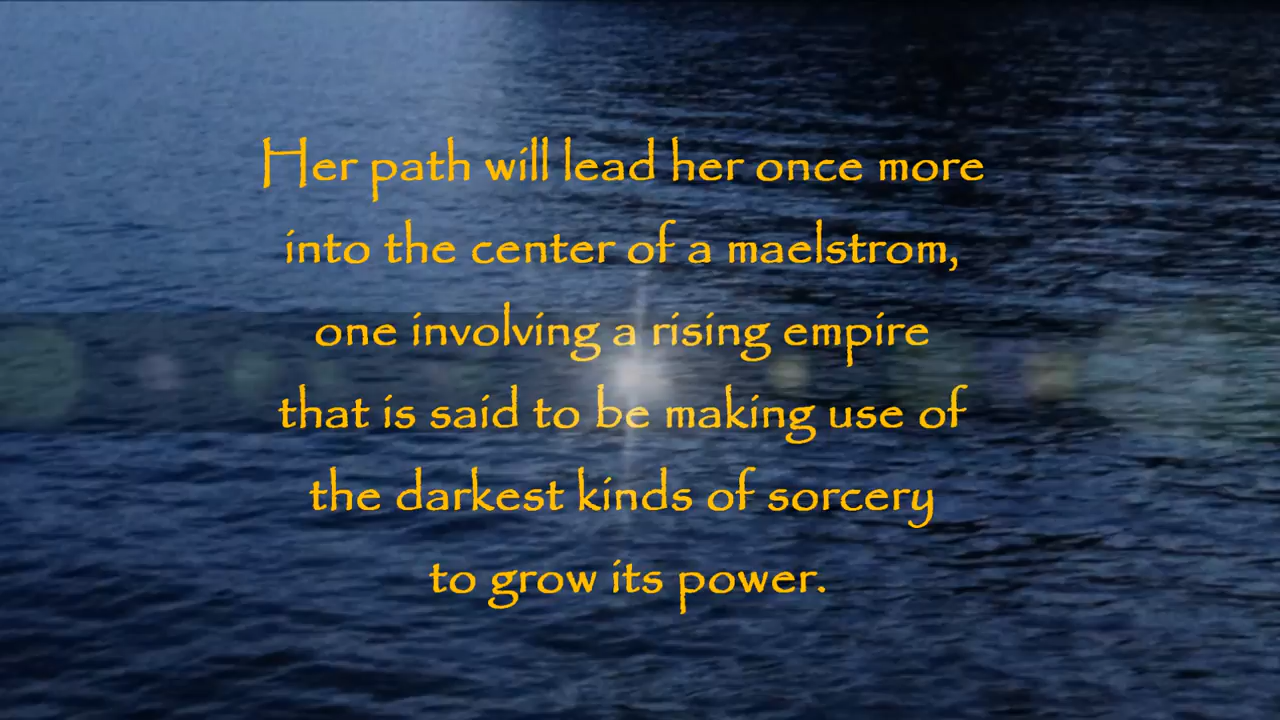 Her path will lead her once more
into the center of a maelstrom,
one involving a rising empire
that is said to be making use of
the darkest kinds of sorcery
to grow its power.